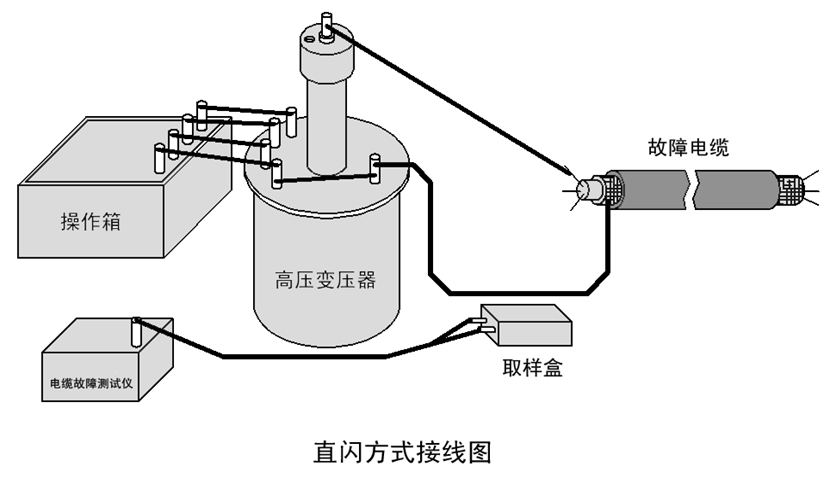 故障电缆
操作箱
高压变压器
电缆故障测试仪
取样盒
直闪方式接线图